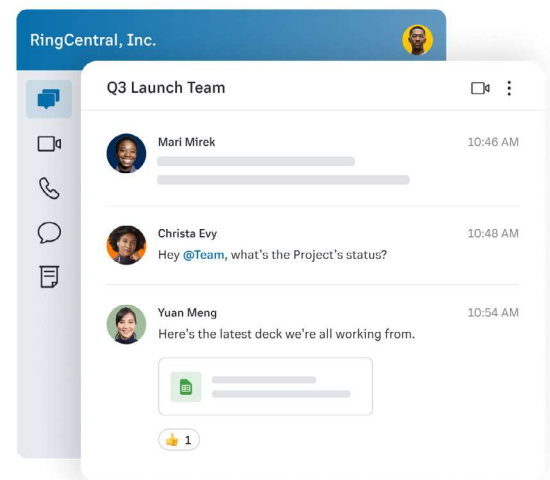 RingCentral, Inc.
Q3 Launch Team
Mari Mirek
10:46 AM
Christa Evy
10:48 AM
Hey @Team, what's the Project's status?
Yuan Meng
10:54 AM
Here's the latest deck we're all working from.
👍 1